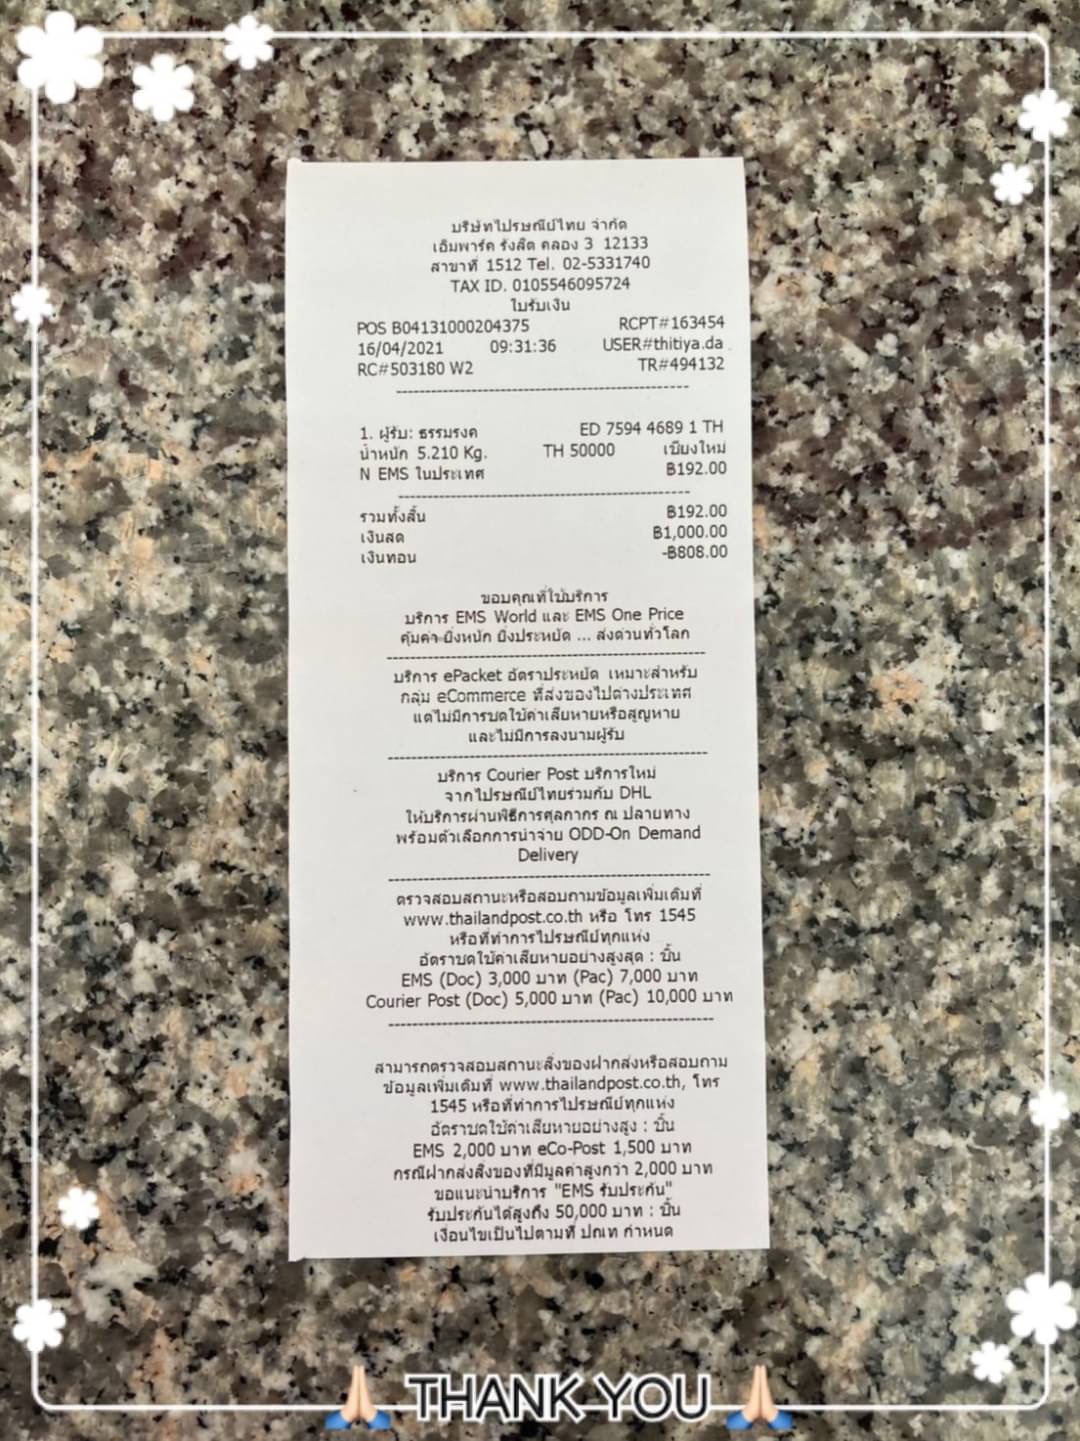 บริษัทไปรษณีย์ไทย จำกัด
เอ็มพาร์ค รังสิต คลอง 3 12133
สาขาที่ 1512 Tel. 02-5331740
TAX ID. 0105546095724
ใบรับเงิน
POS B04131000204375 RCPT#163454
16/04/2021 09:31:36 USER#thitiya.da
RC#503180 W2 TR#494132
1. ผู้รับ: ธรรมรงค ED 7594 4689 1 TH
น้ำหนัก 5.210 Kg. TH 50000 เชียงใหม่
N EMS ในประเทศ ฿192.00
รวมทั้งสิ้น ฿192.00
เงินสด ฿1,000.00
เงินทอน -฿808.00
ขอบคุณที่ใช้บริการ
บริการ EMS World และ EMS One Price
คุ้มค่า ยิ่งหนัก ยิ่งประหยัด ... ส่งด่วนทั่วโลก
บริการ ePacket อัตราประหยัด เหมาะสำหรับ
กลุ่ม eCommerce ที่ส่งของไปต่างประเทศ
แต่ไม่มีการชดใช้ค่าเสียหายหรือสูญหาย
และไม่มีการลงนามผู้รับ
บริการ Courier Post บริการใหม่
จากไปรษณีย์ไทยร่วมกับ DHL
ให้บริการผ่านพิธีการศุลกากร ณ ปลายทาง
พร้อมตัวเลือกการนำจ่าย ODD-On Demand
Delivery
ตรวจสอบสถานะหรือสอบถามข้อมูลเพิ่มเติมที่
www.thailandpost.co.th หรือ โทร 1545
หรือที่ทำการไปรษณีย์ทุกแห่ง
อัตราชดใช้ค่าเสียหายอย่างสูงสุด : ชิ้น
EMS (Doc) 3,000 บาท (Pac) 7,000 บาท
Courier Post (Doc) 5,000 บาท (Pac) 10,000 บาท
สามารถตรวจสอบสถานะสิ่งของฝากส่งหรือสอบถาม
ข้อมูลเพิ่มเติมที่ www.thailandpost.co.th, โทร
1545 หรือที่ทำการไปรษณีย์ทุกแห่ง
อัตราชดใช้ค่าเสียหายอย่างสูง : ชิ้น
EMS 2,000 บาท eCo-Post 1,500 บาท
กรณีฝากส่งสิ่งของที่มีมูลค่าสูงกว่า 2,000 บาท
ขอแนะนำบริการ "EMS รับประกัน"
รับประกันได้สูงถึง 50,000 บาท : ชิ้น
เงื่อนไขเป็นไปตามที่ ปณท กำหนด
THANK YOU